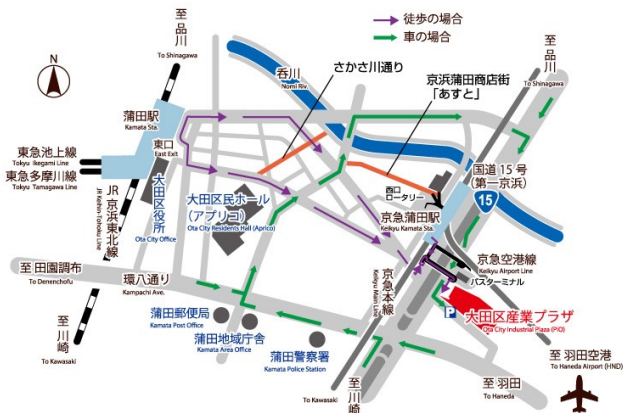 徒歩の場合
車の場合
N
至 品川
To Shinagawa
至 品川
To Shinagawa
さかさ川通り
呑川
Nomi Riv.
京浜蒲田商店街
「あすと」
蒲田駅
Kamata Sta.
東口
East Exit
東急池上線
Tokyu Ikegami Line
東急多摩川線
Tokyu Tamagawa Line
JR 京浜東北線
JR Keihin-Tohoku Line
大田区役所
Ota City Office
大田区民ホール
(アプリコ)
Ota City Residents Hall (Aprico)
国道 15 号
(第一京浜)
15
西口
ロータリー
京急蒲田駅
Keikyu Kamata Sta.
京急空港線
Keikyu Airport Line
バスターミナル
京急本線
Keikyu Main Line
至 田園調布
To Denenchofu
環八通り
Kampachi Ave.
P
大田区産業プラザ
Ota City Industrial Plaza (PiO)
蒲田郵便局
Kamata Post Office
蒲田地域庁舎
Kamata Area Office
蒲田警察署
Kamata Police Station
至 川崎
To Kawasaki
至 川崎
To Kawasaki
至 羽田
To Haneda
至 羽田空港
To Haneda Airport (HND)